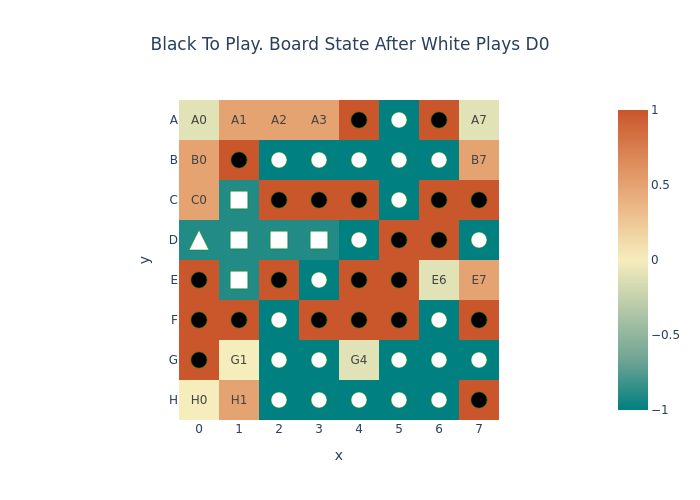 Black To Play. Board State After White Plays D0
A A0 A1 A2 A3 A7
B B0 B7
C C0
D
E E6 E7
F
G G1 G4
H H0 H1
0 1 2 3 4 5 6 7
x
y
1
0.5
0
−0.5
−1